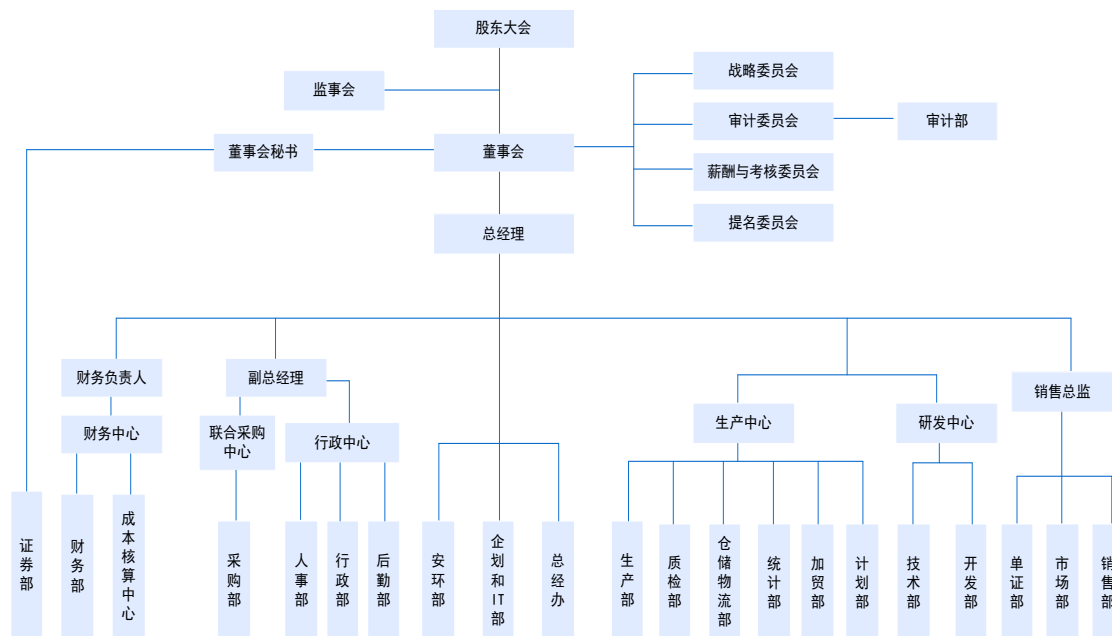 股东大会
监事会
战略委员会
审计委员会
审计部
董事会秘书
董事会
薪酬与考核委员会
提名委员会
总经理
财务负责人
副总经理
销售总监
财务中心
联合采购
中心
行政中心
生产中心
研发中心
证券部
财务部
成本核算中心
采购部
人事部
行政部
后勤部
安环部
企划和IT部
总经办
生产部
质检部
仓储物流部
统计部
加贸部
计划部
技术部
开发部
单证部
市场部
销售部